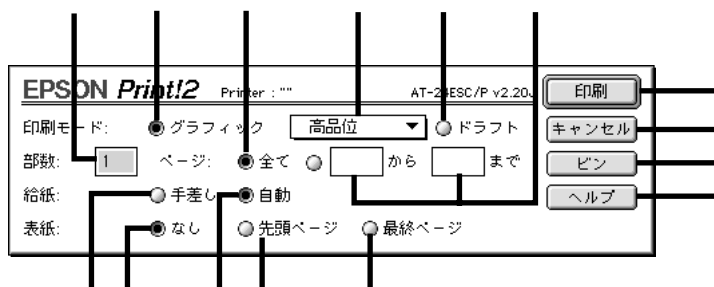 EPSON Print!2 Printer : "" AT-24ESC/P v2.20J 印刷
印刷モード: グラフィック 高品位 ドラフト キャンセル
部数: 1 ページ: 全て から まで ビン
給紙: 手差し 自動 ヘルプ
表紙: なし 先頭ページ 最終ページ